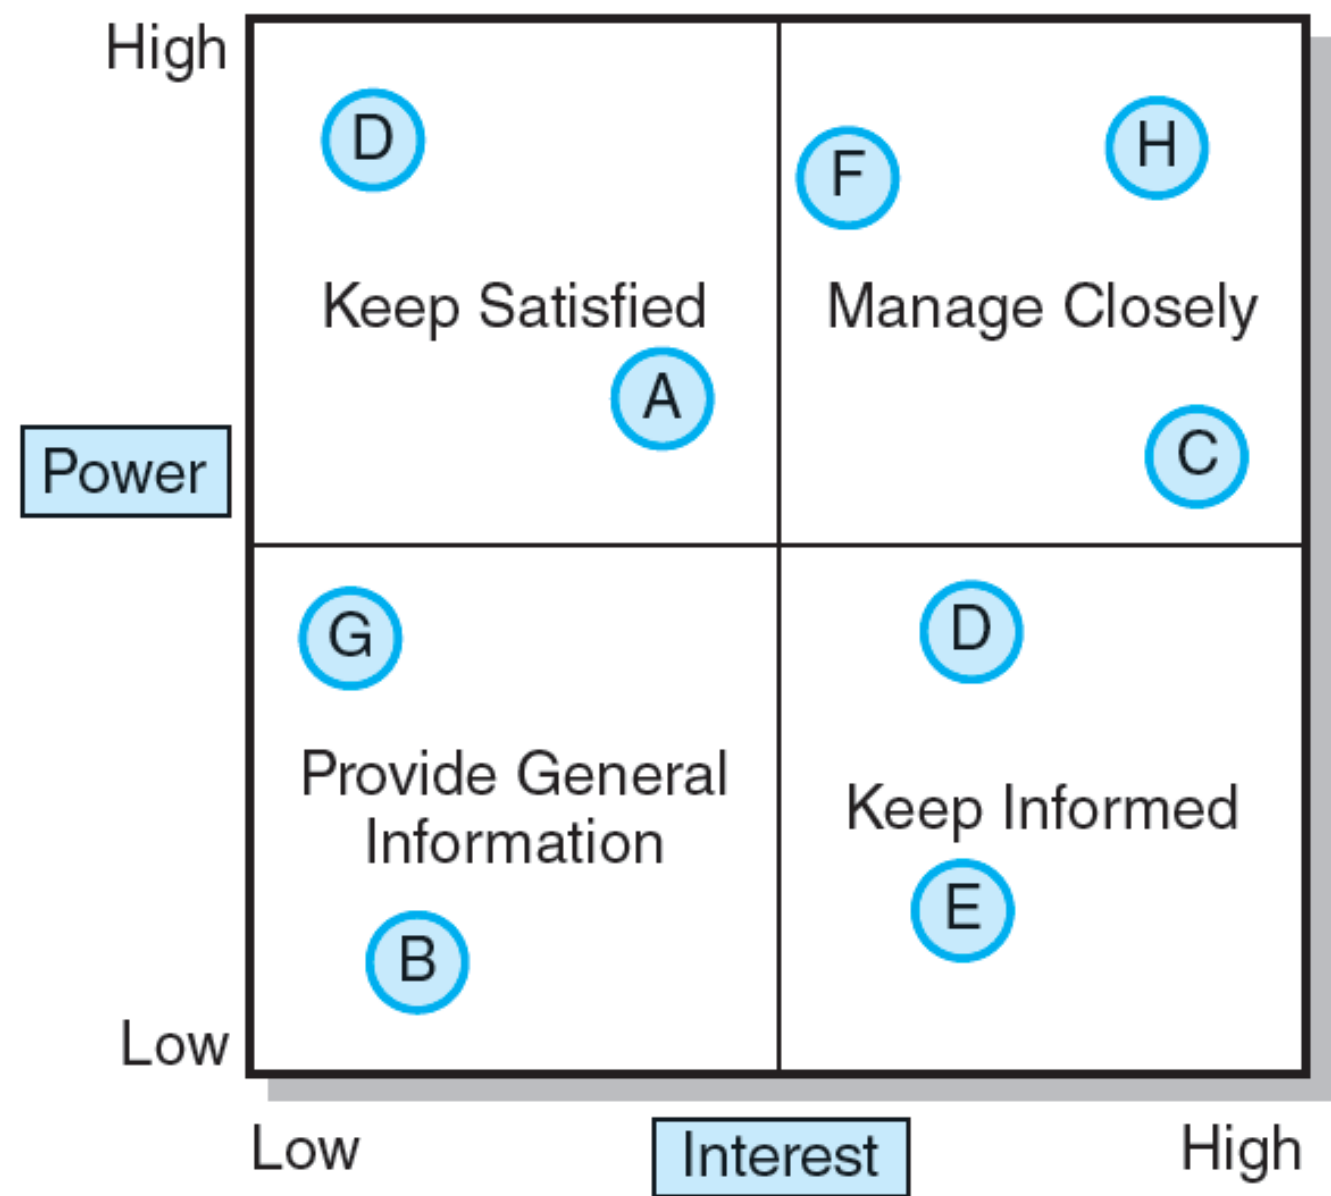 High
D
F
H
Keep Satisfied
Manage Closely
A
C
Power
G
D
Provide General
Information
Keep Informed
E
B
Low
Low
Interest
High